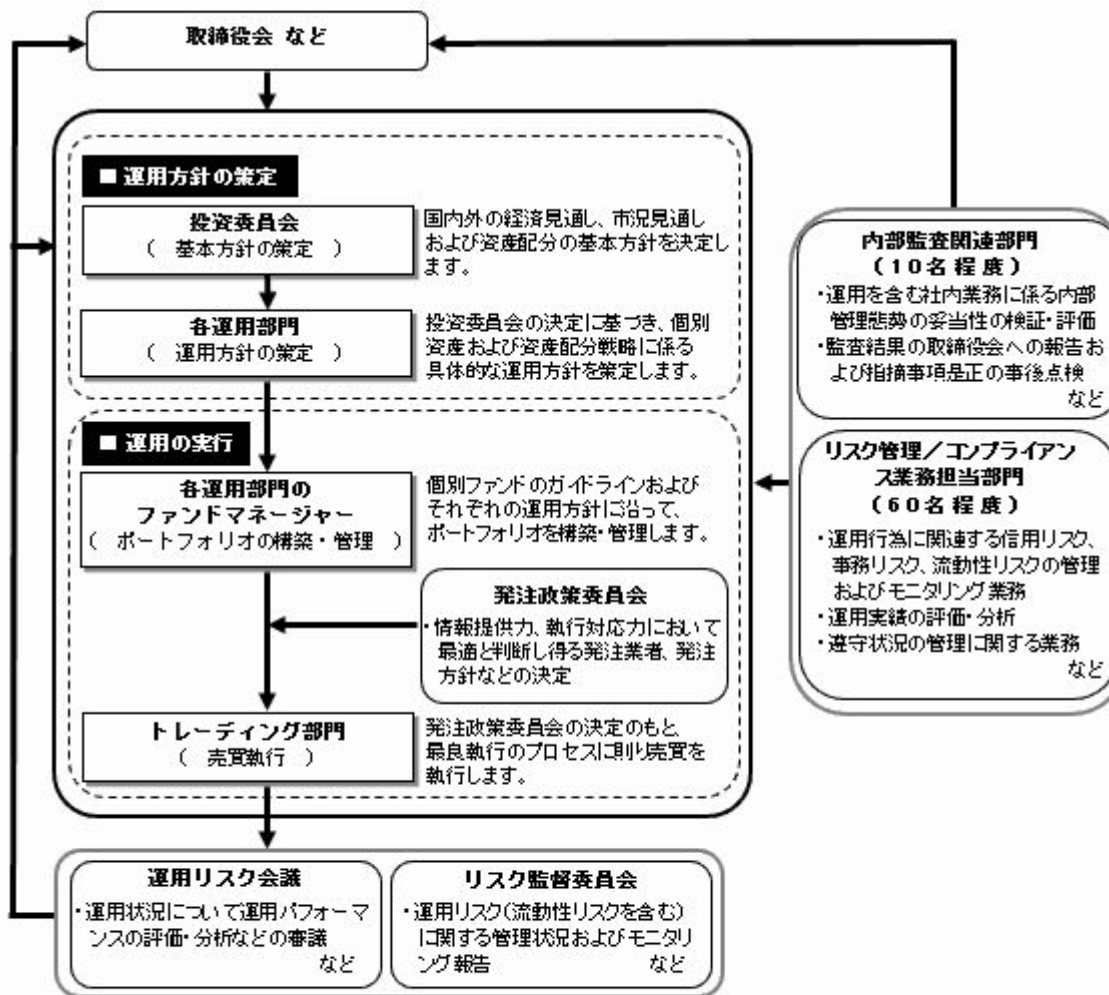 取締役会 など
■ 運用方針の策定
投資委員会
( 基本方針の策定 )
国内外の経済見通し、市況見通し
および資産配分の基本方針を決定し
ます。
各運用部門
( 運用方針の策定 )
投資委員会の決定に基づき、個別
資産および資産配分戦略に係る
具体的な運用方針を策定します。
■ 運用の実行
各運用部門の
ファンドマネージャー
( ポートフォリオの構築・管理 )
個別ファンドのガイドラインおよび
それぞれの運用方針に沿って、
ポートフォリオを構築・管理します。
発注政策委員会
・情報提供力、執行対応力において
最適と判断し得る発注業者、発注
方針などの決定
トレーディング部門
( 売買執行 )
発注政策委員会の決定のもと、
最良執行のプロセスに則り売買を
執行します。
内部監査関連部門
(10名程度)
・運用を含む社内業務に係る内部
管理態勢の妥当性の検証・評価
・監査結果の取締役会への報告お
よび指摘事項是正の事後点検
など
リスク管理/コンプライアン
ス業務担当部門
(60名程度)
・運用行為に関連する信用リスク、
事務リスク、流動性リスクの管理
およびモニタリング業務
・運用実績の評価・分析
・遵守状況の管理に関する業務
など
運用リスク会議
・運用状況について運用パフォーマ
ンスの評価・分析などの審議
など
リスク監督委員会
・運用リスク(流動性リスクを含む)
に関する管理状況およびモニタリ
ング報告 など